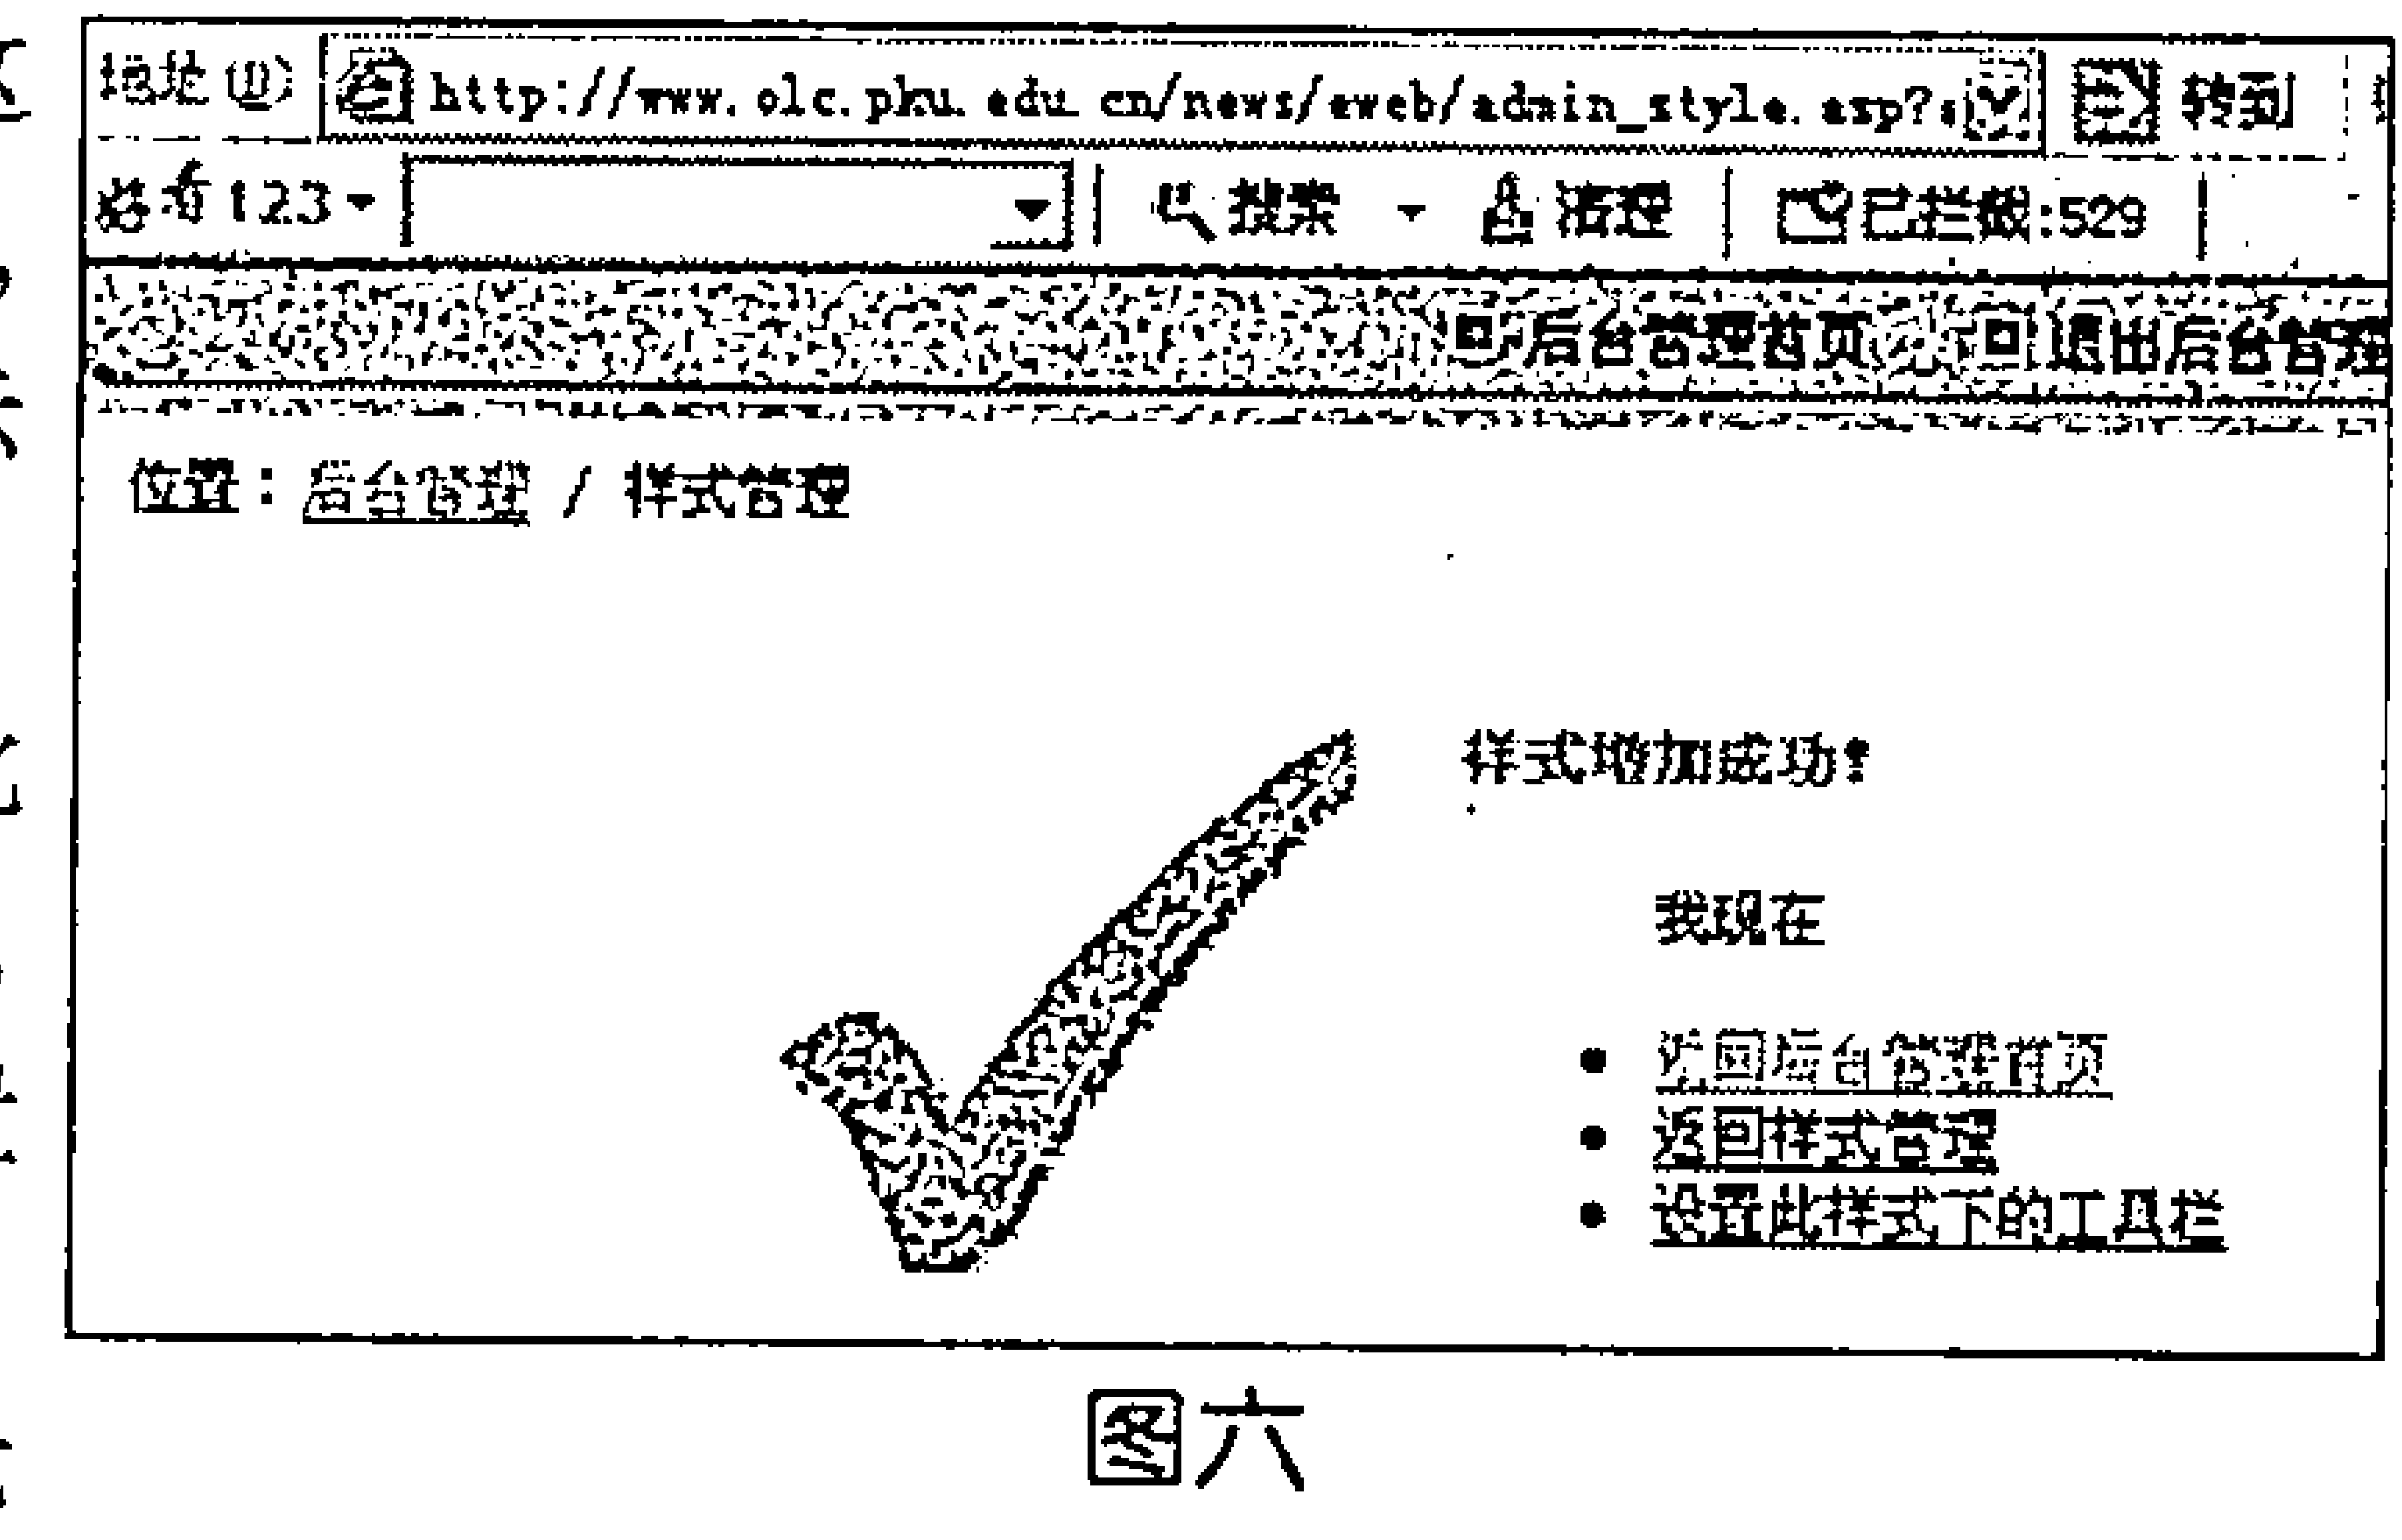 地址(D) http://www.olc.pku.edu.cn/news/eweb/admin_style.asp?s 转到
123 搜索 清理 已拦截:529
后台管理首页 退出后台管理
位置：后台管理 / 样式管理
样式增加成功！
我现在
• 返回后台管理首页
• 返回样式管理
• 设置此样式下的工具栏
图六